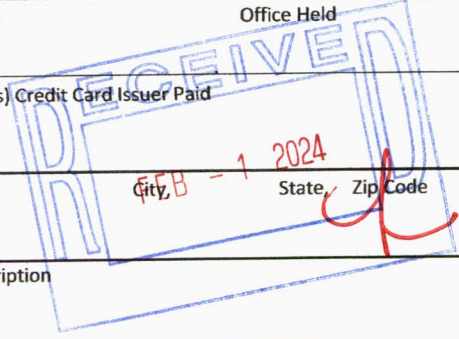 Office Held
RECEIVED
s) Credit Card Issuer Paid
FEB - 1 2024
City, State, Zip Code
ription